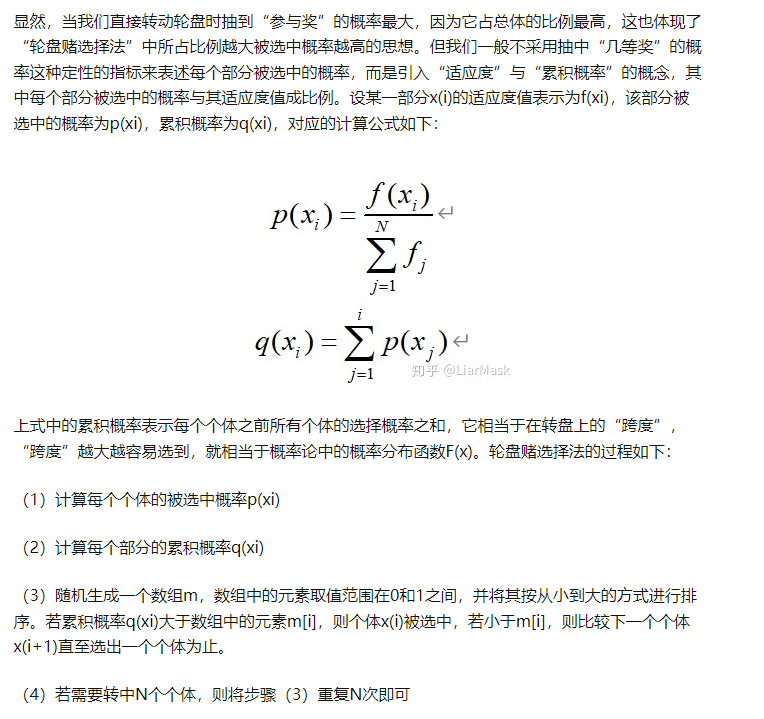 显然，当我们直接转动轮盘时抽到“参与奖”的概率最大，因为它占总体的比例最高，这也体现了
“轮盘赌选择法”中所占比例越大被选中概率越高的思想。但我们一般不采用抽中“几等奖”的概
率这种定性的指标来表述每个部分被选中的概率，而是引入“适应度”与“累积概率”的概念，其
中每个部分被选中的概率与其适应度值成比例。设某一部分x(i)的适应度值表示为f(xi)，该部分被
选中的概率为p(xi)，累积概率为q(xi)，对应的计算公式如下：
p(x_i) = f(x_i) / ∑_{j=1}^{N} f_j ↵
q(x_i) = ∑_{j=1}^{i} p(x_j) ↵
知乎 @LiarMask
上式中的累积概率表示每个个体之前所有个体的选择概率之和，它相当于在转盘上的“跨度”，
“跨度”越大越容易选到，就相当于概率论中的概率分布函数F(x)。轮盘赌选择法的过程如下：
（1）计算每个个体的被选中概率p(xi)
（2）计算每个部分的累积概率q(xi)
（3）随机生成一个数组m，数组中的元素取值范围在0和1之间，并将其按从小到大的方式进行排
序。若累积概率q(xi)大于数组中的元素m[i]，则个体x(i)被选中，若小于m[i]，则比较下一个个体
x(i+1)直至选出一个个体为止。
（4）若需要转中N个个体，则将步骤（3）重复N次即可